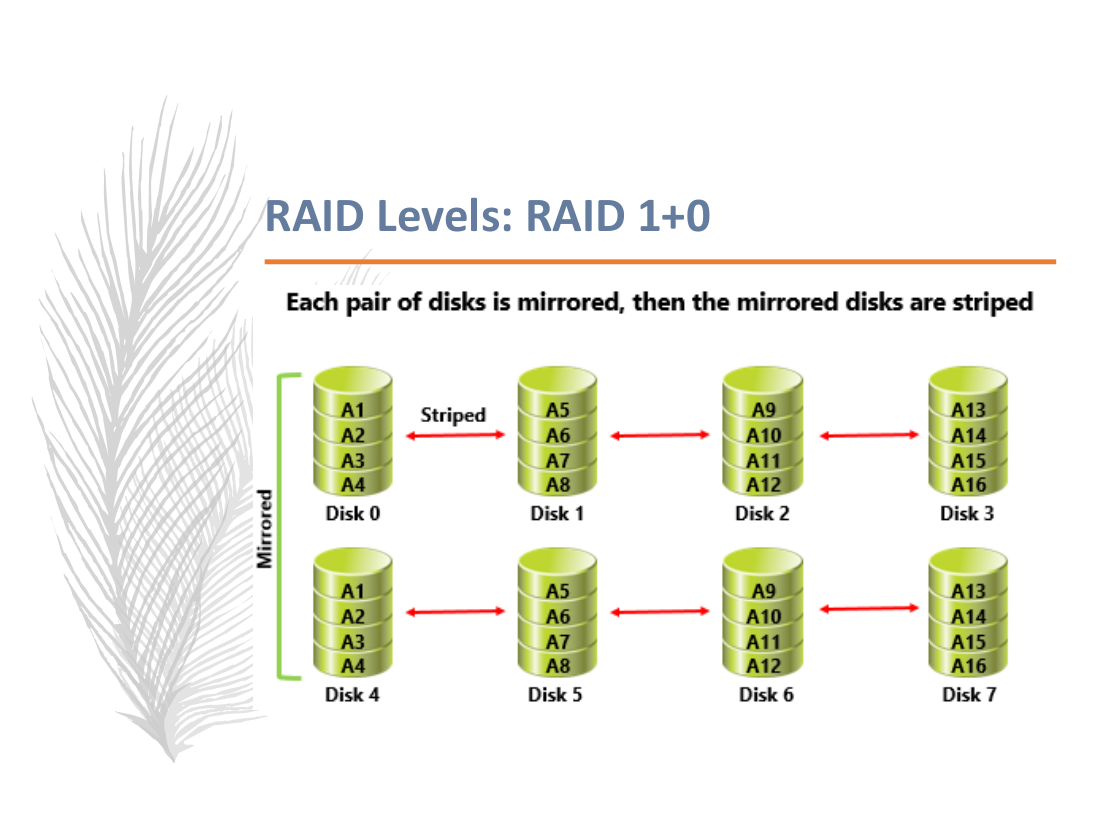 RAID Levels: RAID 1+0
Each pair of disks is mirrored, then the mirrored disks are striped
Mirrored
Striped
A1
A2
A3
A4
Disk 0
A5
A6
A7
A8
Disk 1
A9
A10
A11
A12
Disk 2
A13
A14
A15
A16
Disk 3
A1
A2
A3
A4
Disk 4
A5
A6
A7
A8
Disk 5
A9
A10
A11
A12
Disk 6
A13
A14
A15
A16
Disk 7